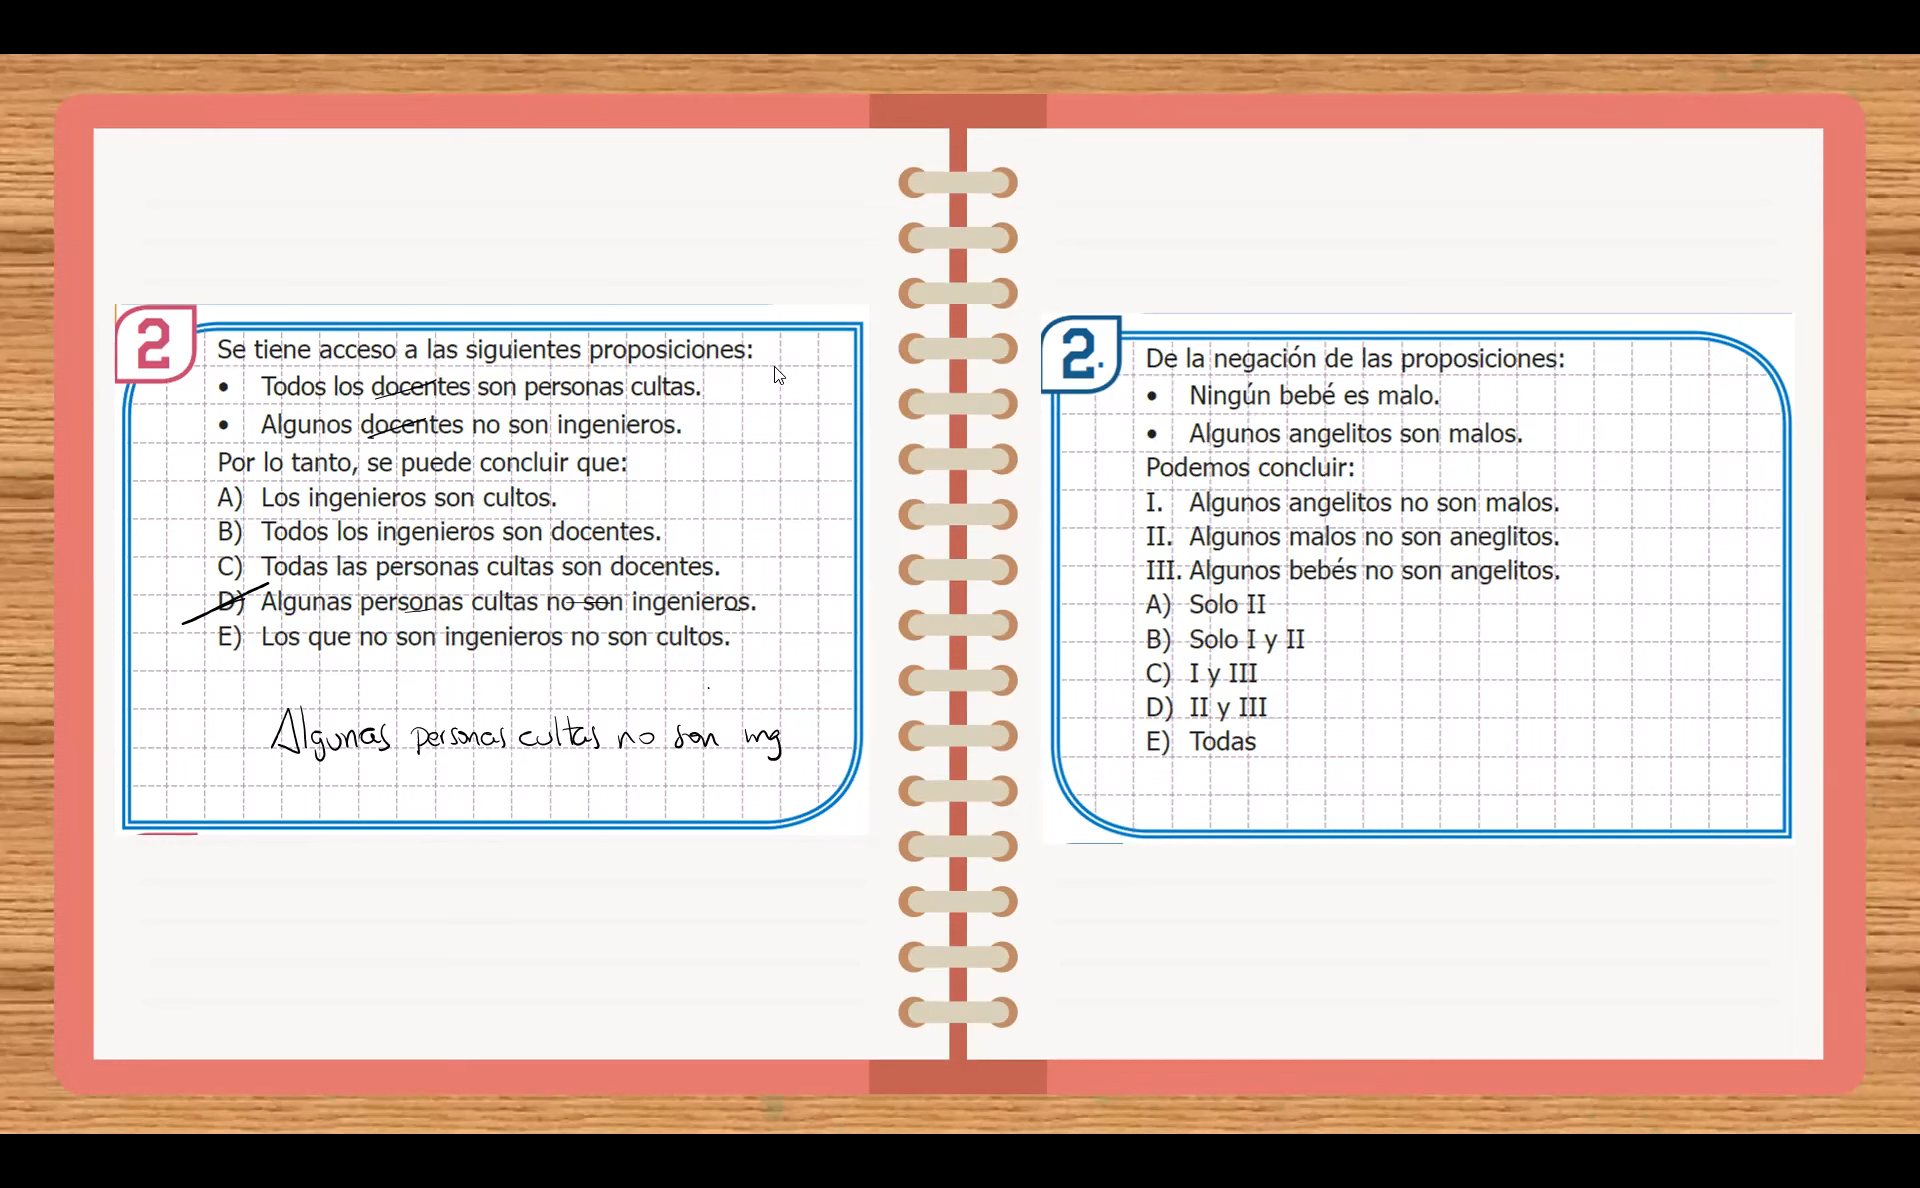 2
Se tiene acceso a las siguientes proposiciones:
• Todos los docentes son personas cultas.
• Algunos docentes no son ingenieros.
Por lo tanto, se puede concluir que:
A) Los ingenieros son cultos.
B) Todos los ingenieros son docentes.
C) Todas las personas cultas son docentes.
D) Algunas personas cultas no son ingenieros.
E) Los que no son ingenieros no son cultos.
Algunas personas cultas no son ing
2.
De la negación de las proposiciones:
• Ningún bebé es malo.
• Algunos angelitos son malos.
Podemos concluir:
I. Algunos angelitos no son malos.
II. Algunos malos no son aneglitos.
III. Algunos bebés no son angelitos.
A) Solo II
B) Solo I y II
C) I y III
D) II y III
E) Todas